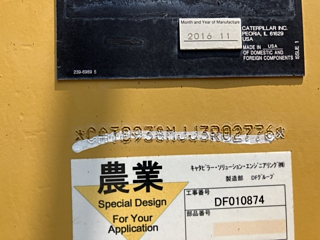 Month and Year of Manufacture
2016 11
CATERPILLAR INC.
PEORIA, IL 61629
USA
MADE IN USA
OF DOMESTIC AND
FOREIGN COMPONENTS
ISSUE 1
239-5969 5
農業
Special Design
For Your
Application
キャタピラー・ソリューション・エンジニアリング㈱
製造部 DFグループ
工事番号
DF010874
部品番号